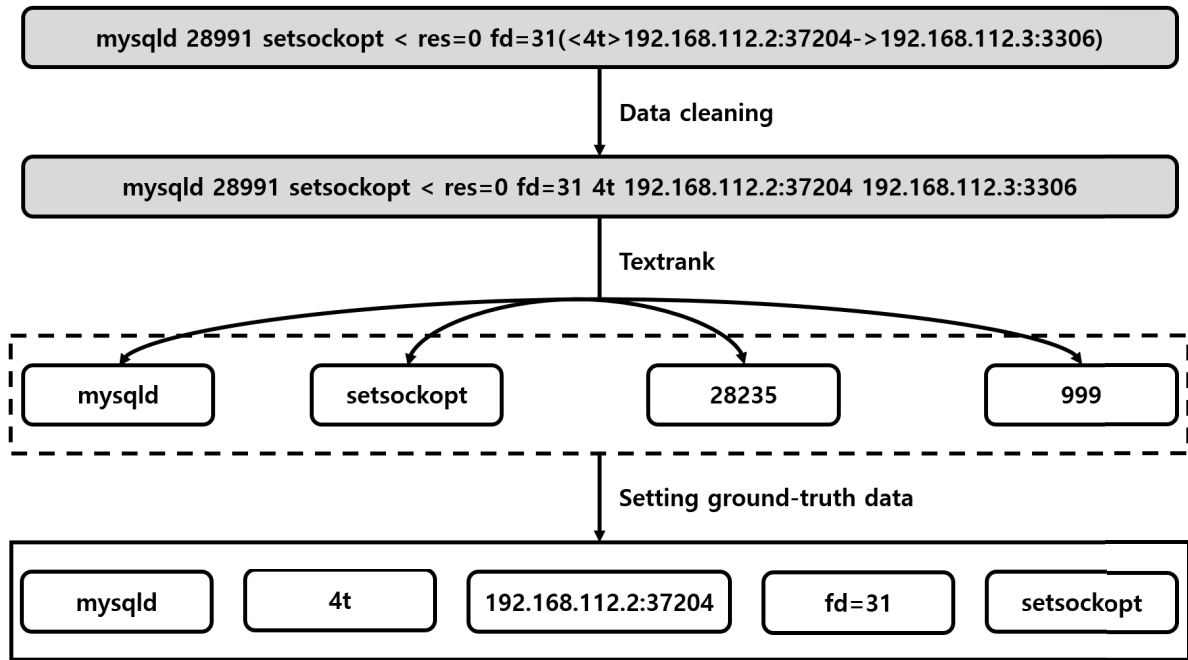 mysqld 28991 setsockopt < res=0 fd=31(<4t>192.168.112.2:37204->192.168.112.3:3306)
Data cleaning
mysqld 28991 setsockopt < res=0 fd=31 4t 192.168.112.2:37204 192.168.112.3:3306
Textrank
mysqld setsockopt 28235 999
Setting ground-truth data
mysqld 4t 192.168.112.2:37204 fd=31 setsockopt